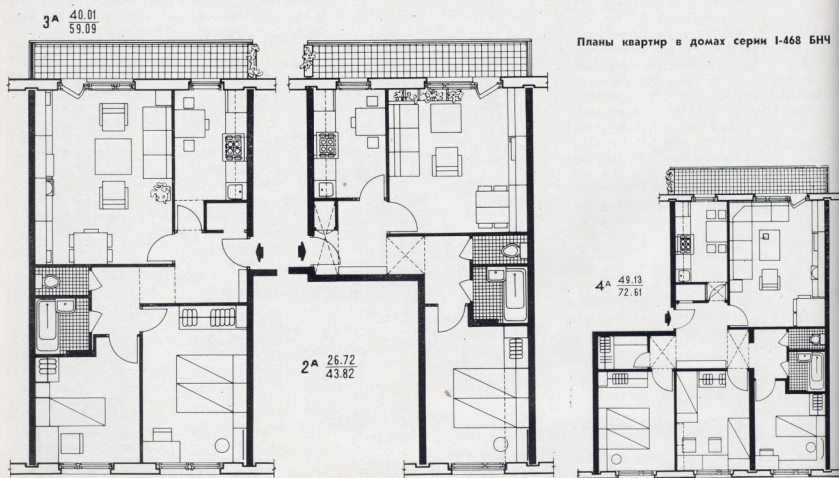 3А 40.01
59.09
Планы квартир в домах серии I-468 БНЧ
2А 26.72
43.82
4А 49.13
72.61